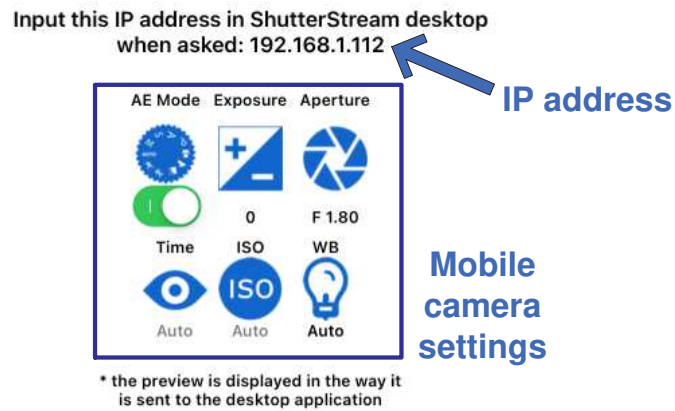 Input this IP address in ShutterStream desktop
when asked: 192.168.1.112
IP address
AE Mode Exposure Aperture
0 F 1.80
Time ISO WB
ISO
Auto Auto Auto
Mobile
camera
settings
* the preview is displayed in the way it
is sent to the desktop application